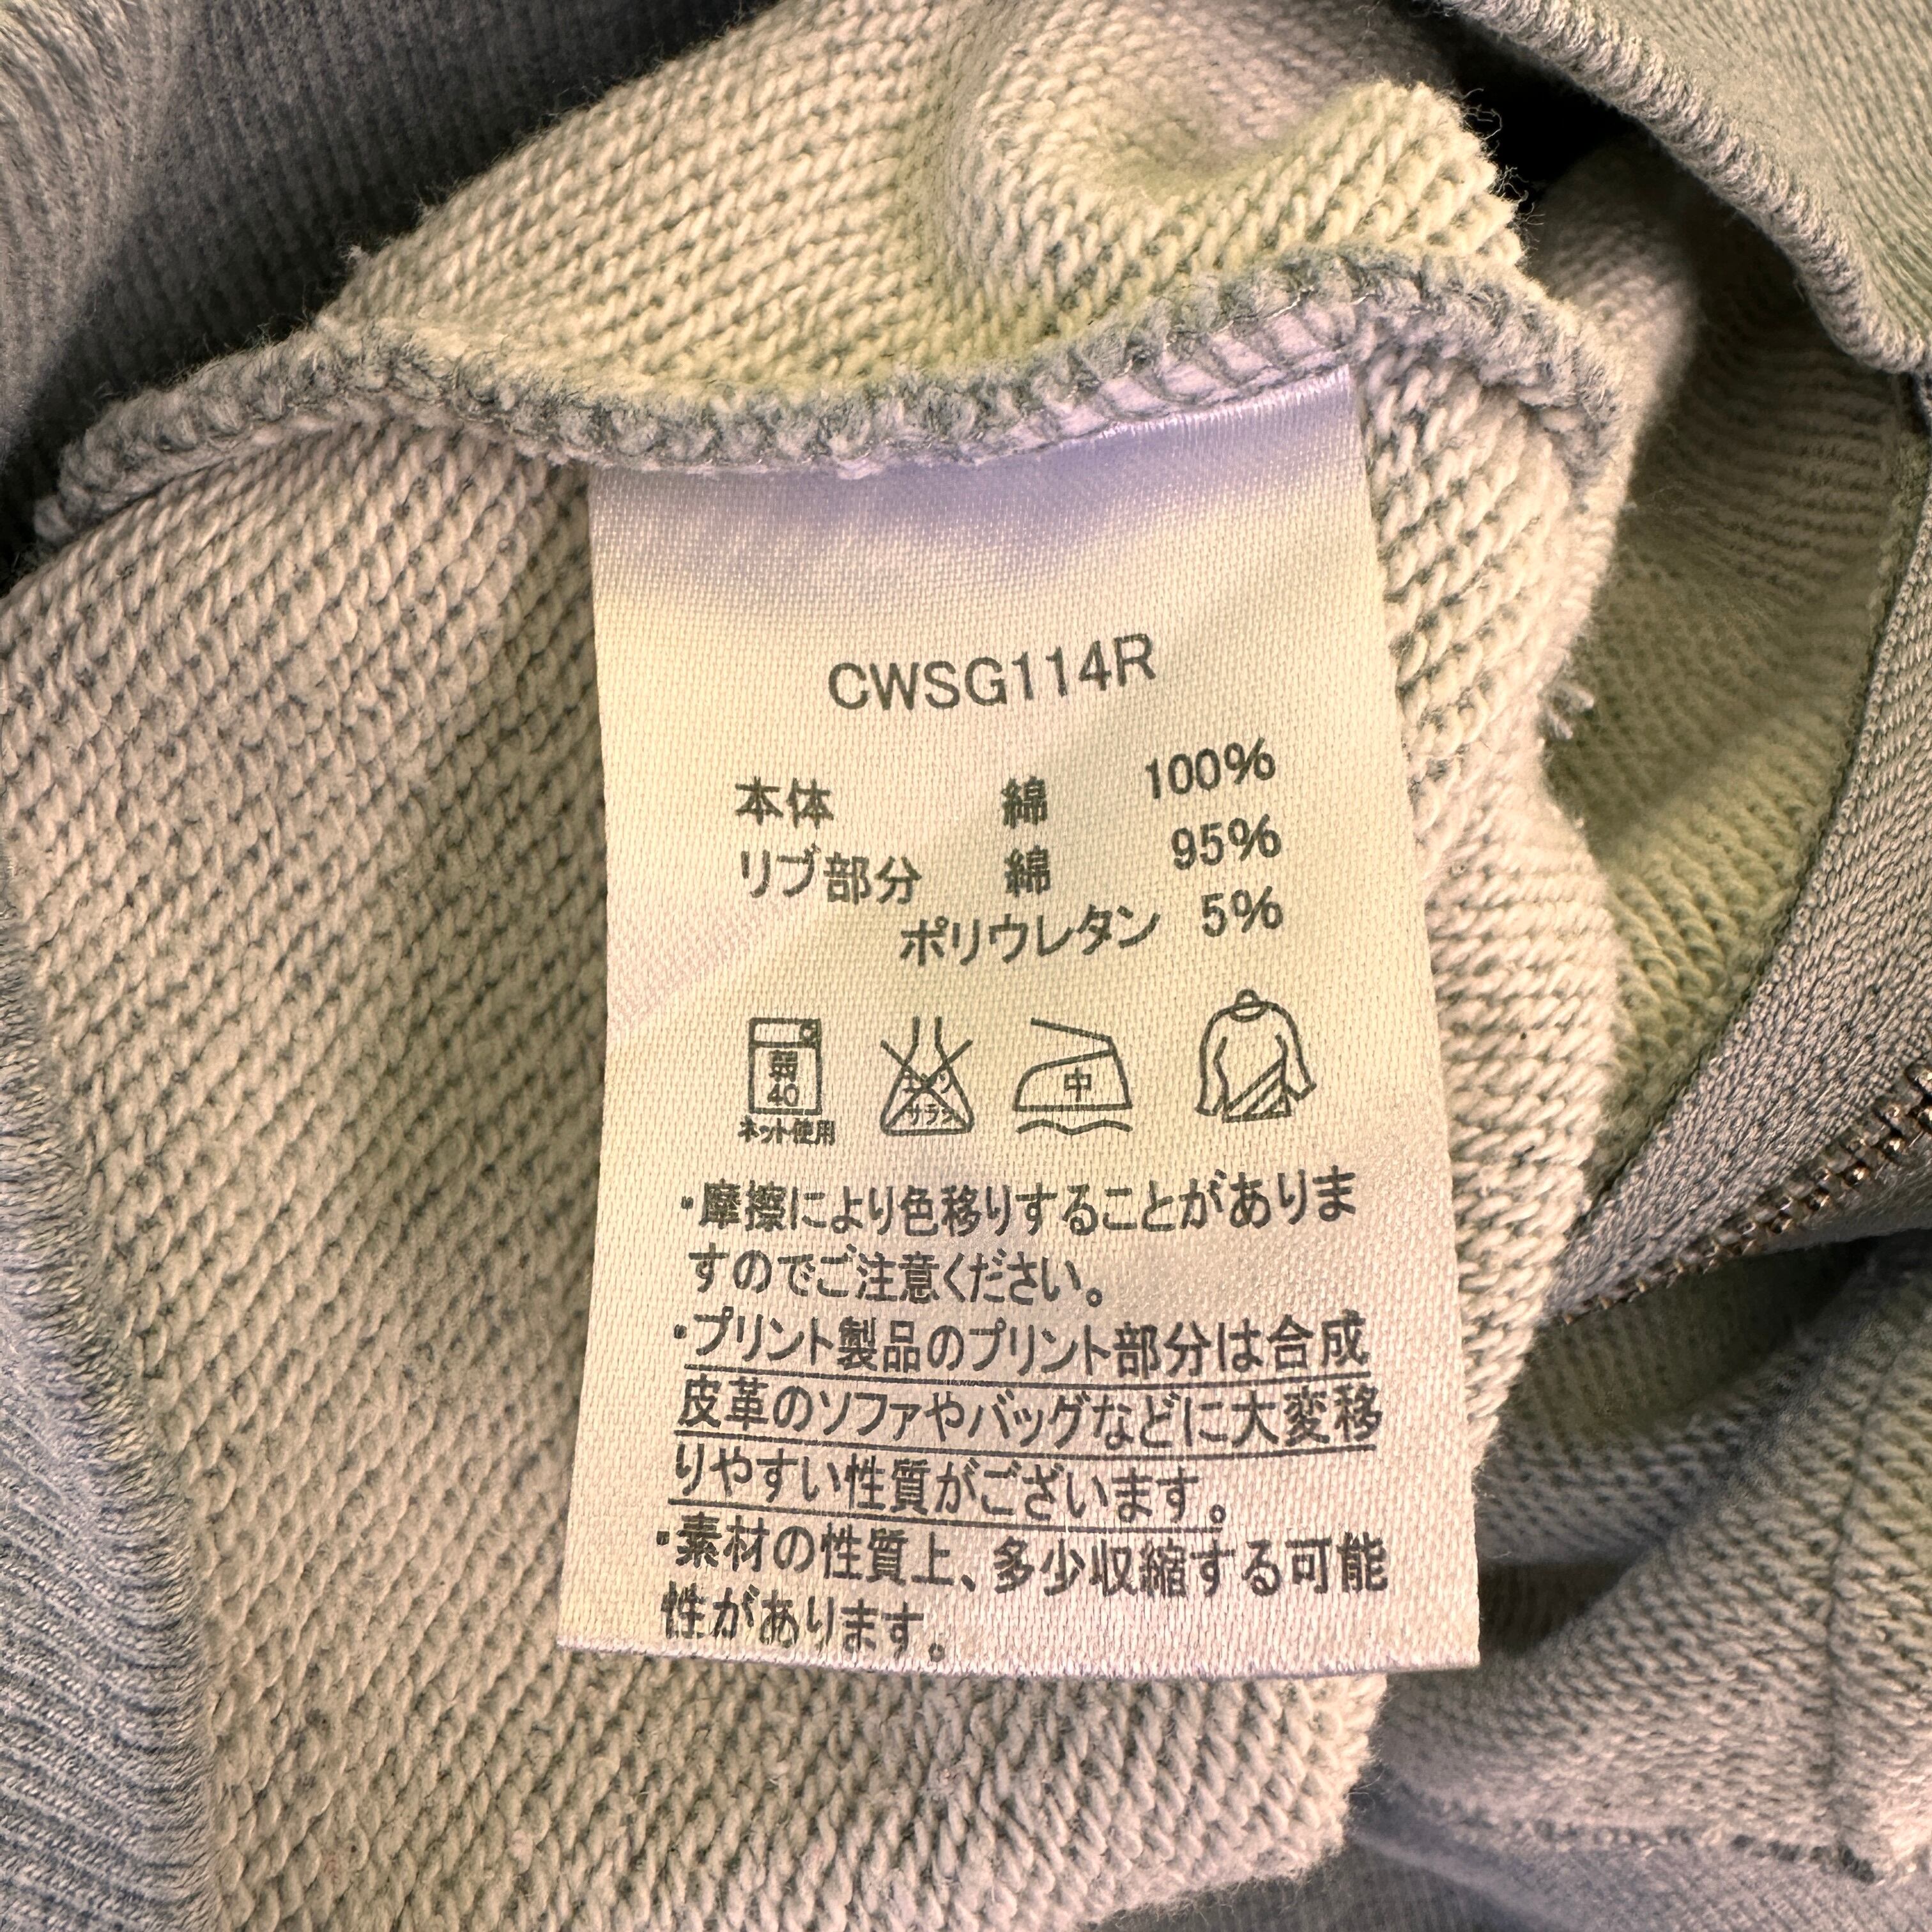 CWSG114R
本体 綿 100%
リブ部分 綿 95%
ポリウレタン 5%
弱
40
ネット使用
エンソ
サラシ
中
・摩擦により色移りすることがありま
すのでご注意ください。
・プリント製品のプリント部分は合成
皮革のソファやバッグなどに大変移
りやすい性質がございます。
・素材の性質上、多少収縮する可能
性があります。